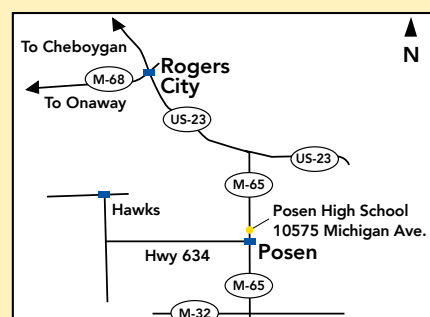 To Cheboygan
N
Rogers
City
M-68
To Onaway
US-23
US-23
M-65
Hawks
Posen High School
10575 Michigan Ave.
Hwy 634
Posen
M-65
M-32